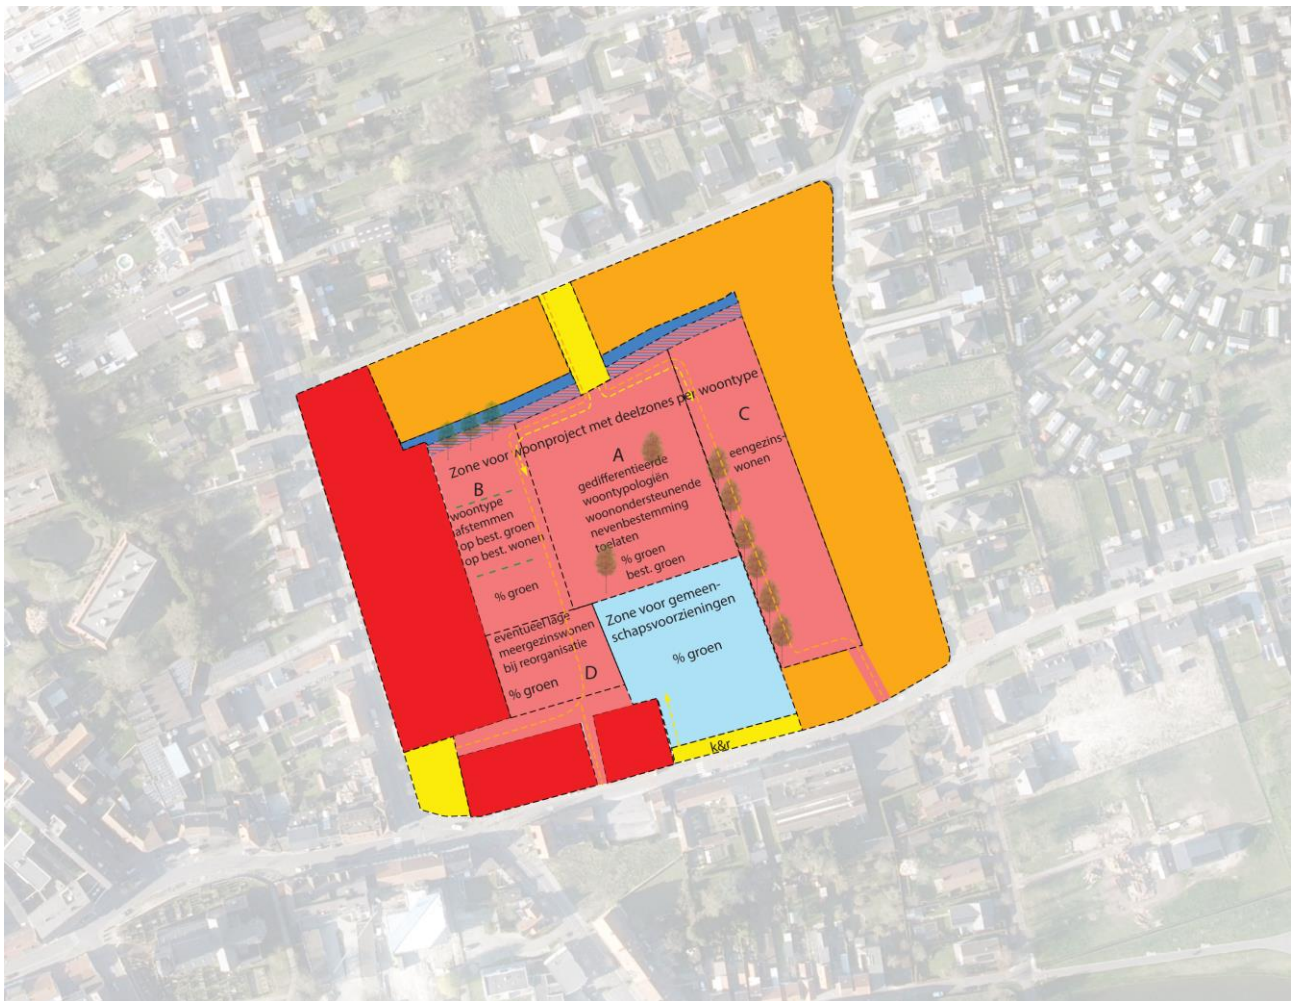 Zone voor woonproject met deelzones per woontype
A
gedifferentieerde
woontypologiën
woonondersteunende
nevenbestemming
toelaten
% groen
best. groen
B
woontype
afstemmen
op best. groen
op best. wonen
% groen
C
eengezins-
wonen
eventueel lage
meergezinswonen
bij reorganisatie
D
% groen
Zone voor gemeen-
schapsvoorzieningen
% groen
k&r